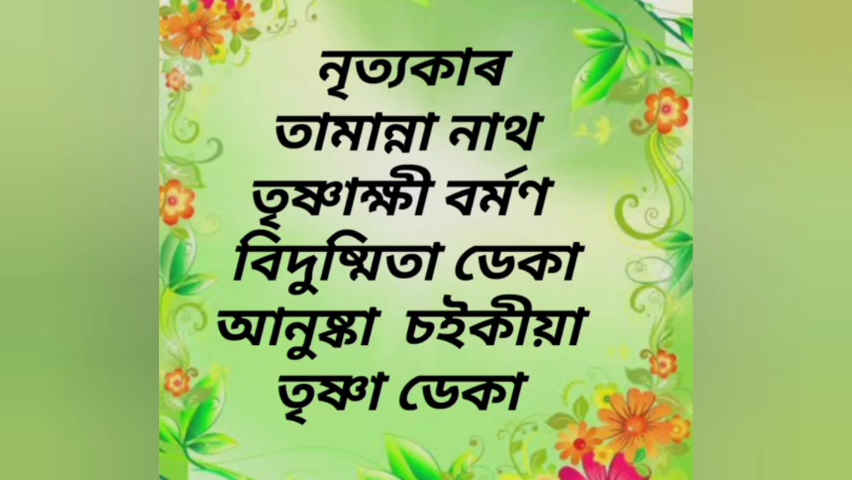 নৃত্যকাৰ
তামান্না নাথ
তৃষ্ণাক্ষী বৰ্মণ
বিদুষ্মিতা ডেকা
আনুষ্কা চইকীয়া
তৃষ্ণা ডেকা